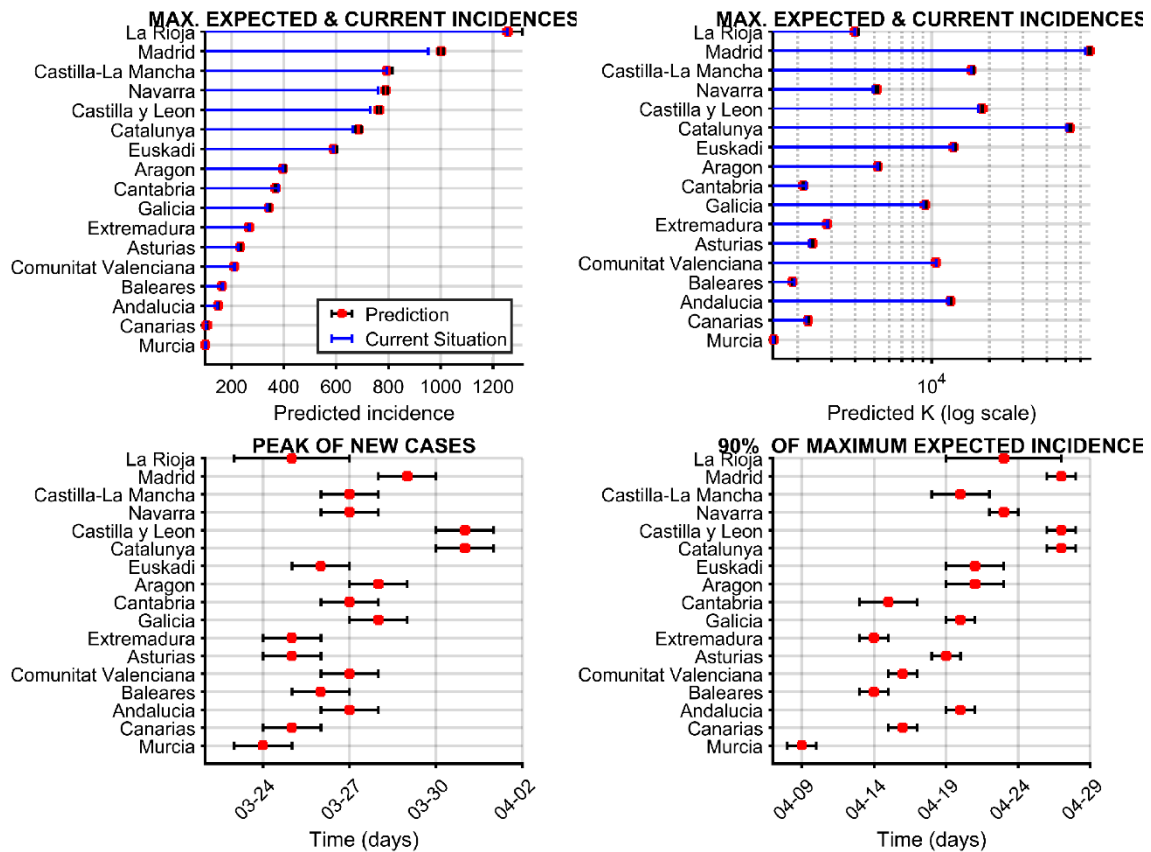 MAX. EXPECTED & CURRENT INCIDENCES
La Rioja
Madrid
Castilla-La Mancha
Navarra
Castilla y Leon
Catalunya
Euskadi
Aragon
Cantabria
Galicia
Extremadura
Asturias
Comunitat Valenciana
Baleares
Andalucia
Canarias
Murcia
Prediction
Current Situation
200 400 600 800 1000 1200
Predicted incidence
MAX. EXPECTED & CURRENT INCIDENCES
La Rioja
Madrid
Castilla-La Mancha
Navarra
Castilla y Leon
Catalunya
Euskadi
Aragon
Cantabria
Galicia
Extremadura
Asturias
Comunitat Valenciana
Baleares
Andalucia
Canarias
Murcia
10⁴
Predicted K (log scale)
PEAK OF NEW CASES
La Rioja
Madrid
Castilla-La Mancha
Navarra
Castilla y Leon
Catalunya
Euskadi
Aragon
Cantabria
Galicia
Extremadura
Asturias
Comunitat Valenciana
Baleares
Andalucia
Canarias
Murcia
03-24 03-27 03-30 04-02
Time (days)
90% OF MAXIMUM EXPECTED INCIDENCE
La Rioja
Madrid
Castilla-La Mancha
Navarra
Castilla y Leon
Catalunya
Euskadi
Aragon
Cantabria
Galicia
Extremadura
Asturias
Comunitat Valenciana
Baleares
Andalucia
Canarias
Murcia
04-09 04-14 04-19 04-24 04-29
Time (days)